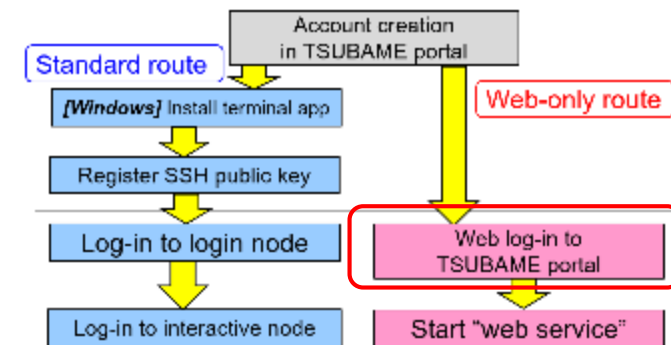 Account creation
in TSUBAME portal
Standard route
Web-only route
[Windows] Install terminal app
Register SSH public key
Log-in to login node
Web log-in to
TSUBAME portal
Log-in to interactive node
Start “web service”